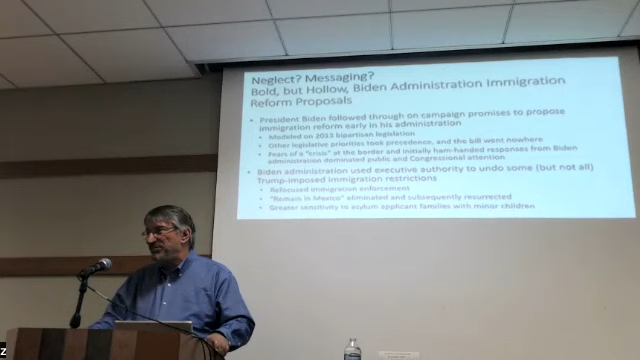 Neglect? Messaging?
Bold, but Hollow, Biden Administration Immigration
Reform Proposals
• President Biden followed through on campaign promises to propose
immigration reform early in his administration
• Modeled on 2013 bipartisan legislation
• Other legislative priorities took precedence, and the bill went nowhere
• Fears of a "crisis" at the border and initially ham-handed responses from Biden
administration dominated public and Congressional attention
• Biden administration used executive authority to undo some (but not all)
Trump-imposed immigration restrictions
• Refocused immigration enforcement
• "Remain in Mexico" eliminated and subsequently resurrected
• Greater sensitivity to asylum applicant families with minor children
Z